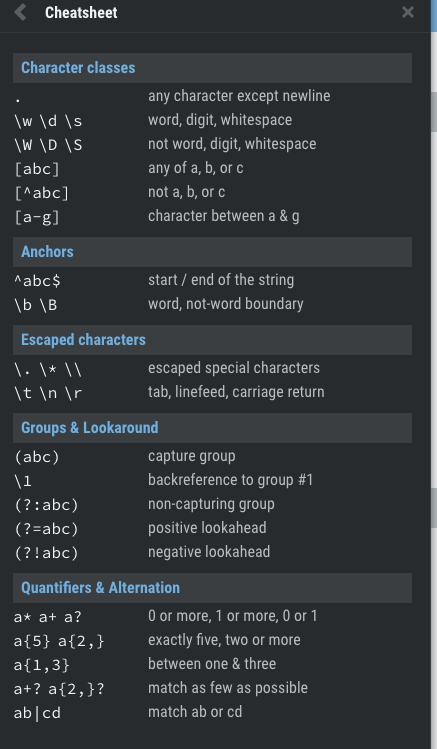 Cheatsheet
Character classes
. any character except newline
\w \d \s word, digit, whitespace
\W \D \S not word, digit, whitespace
[abc] any of a, b, or c
[^abc] not a, b, or c
[a-g] character between a & g
Anchors
^abc$ start / end of the string
\b \B word, not-word boundary
Escaped characters
\. \* \\ escaped special characters
\t \n \r tab, linefeed, carriage return
Groups & Lookaround
(abc) capture group
\1 backreference to group #1
(?:abc) non-capturing group
(?=abc) positive lookahead
(?!abc) negative lookahead
Quantifiers & Alternation
a* a+ a? 0 or more, 1 or more, 0 or 1
a{5} a{2,} exactly five, two or more
a{1,3} between one & three
a+? a{2,}? match as few as possible
ab|cd match ab or cd